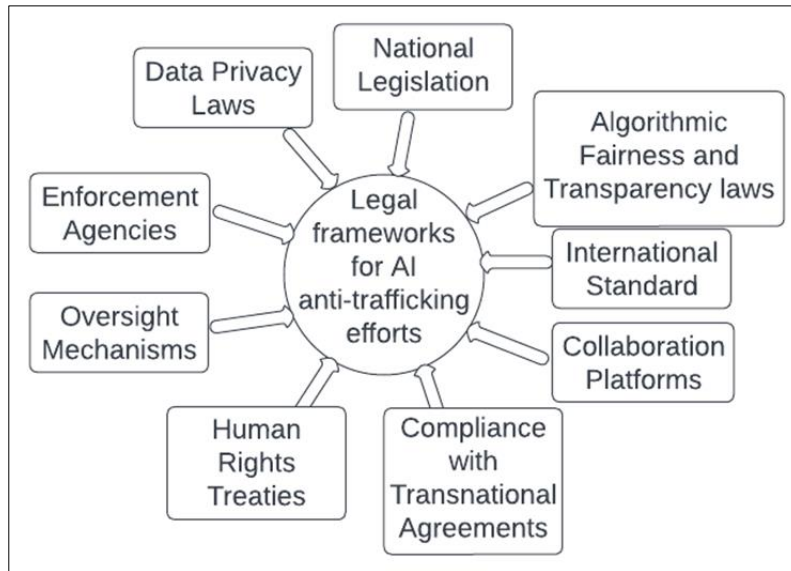 National
Legislation
Data Privacy
Laws
Algorithmic
Fairness and
Transparency laws
Enforcement
Agencies
Legal
frameworks
for AI
anti-trafficking
efforts
International
Standard
Oversight
Mechanisms
Collaboration
Platforms
Human
Rights
Treaties
Compliance
with
Transnational
Agreements